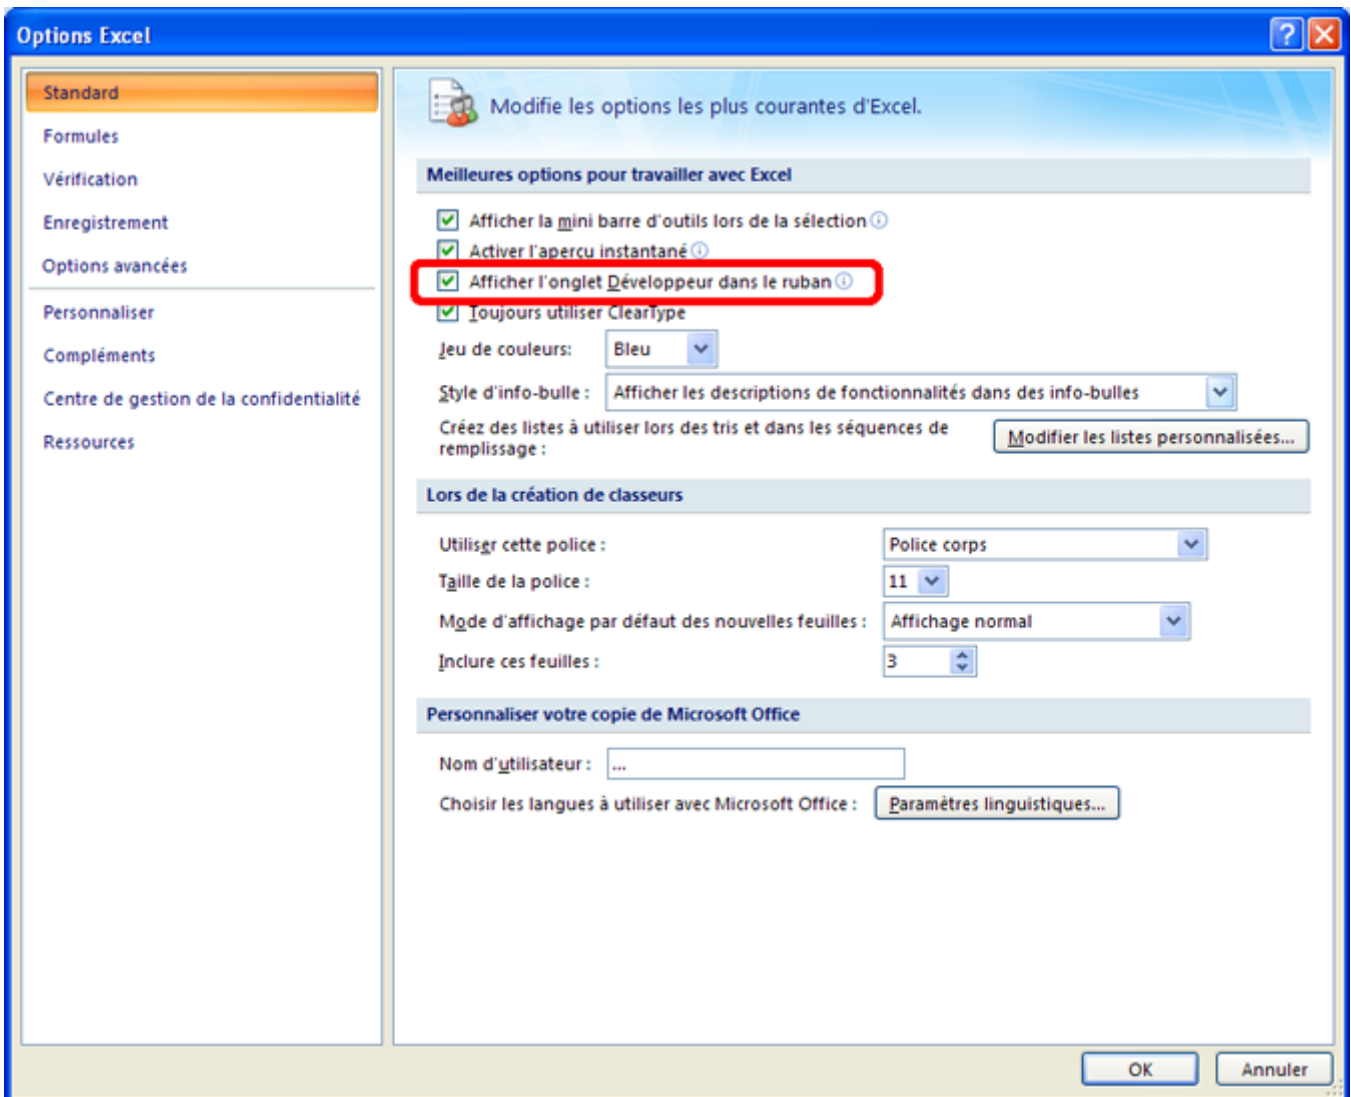 Options Excel
Standard
Formules
Vérification
Enregistrement
Options avancées
Personnaliser
Compléments
Centre de gestion de la confidentialité
Ressources
Modifie les options les plus courantes d'Excel.
Meilleures options pour travailler avec Excel
Afficher la mini barre d'outils lors de la sélection
Activer l'aperçu instantané
Afficher l'onglet Développeur dans le ruban
Toujours utiliser ClearType
Jeu de couleurs: Bleu
Style d'info-bulle : Afficher les descriptions de fonctionnalités dans des info-bulles
Créez des listes à utiliser lors des tris et dans les séquences de
remplissage : Modifier les listes personnalisées...
Lors de la création de classeurs
Utiliser cette police : Police corps
Taille de la police : 11
Mode d'affichage par défaut des nouvelles feuilles : Affichage normal
Inclure ces feuilles : 3
Personnaliser votre copie de Microsoft Office
Nom d'utilisateur : ...
Choisir les langues à utiliser avec Microsoft Office : Paramètres linguistiques...
OK Annuler